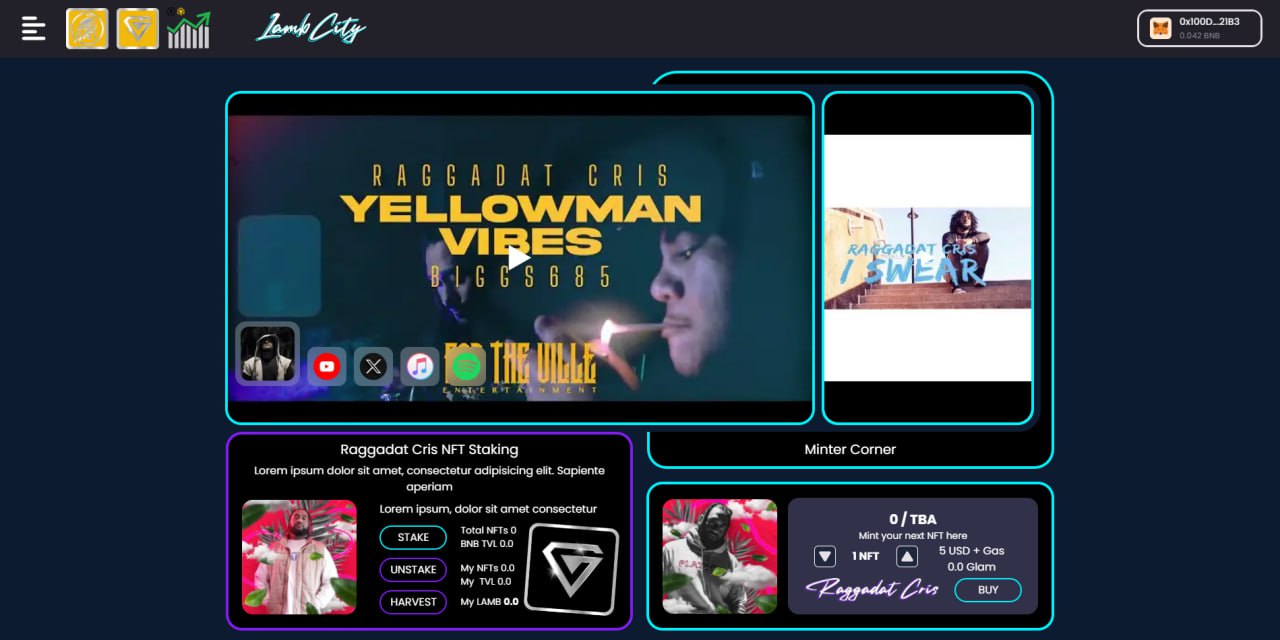 Lamb City
0x100D...21B3
0.042 BNB
RAGGADAT CRIS
YELLOWMAN
VIBES
BIGGS685
FOR THE VILLE
ENTERTAINMENT
RAGGADAT CRIS
I SWEAR
Raggadat Cris NFT Staking
Lorem ipsum dolor sit amet, consectetur adipisicing elit. Sapiente
aperiam
Lorem ipsum, dolor sit amet consectetur
STAKE
Total NFTs 0
BNB TVL 0.0
UNSTAKE
My NFTs 0.0
My TVL 0.0
HARVEST
My LAMB 0.0
Minter Corner
0 / TBA
Mint your next NFT here
1 NFT
5 USD + Gas
0.0 Glam
Raggadat Cris
BUY